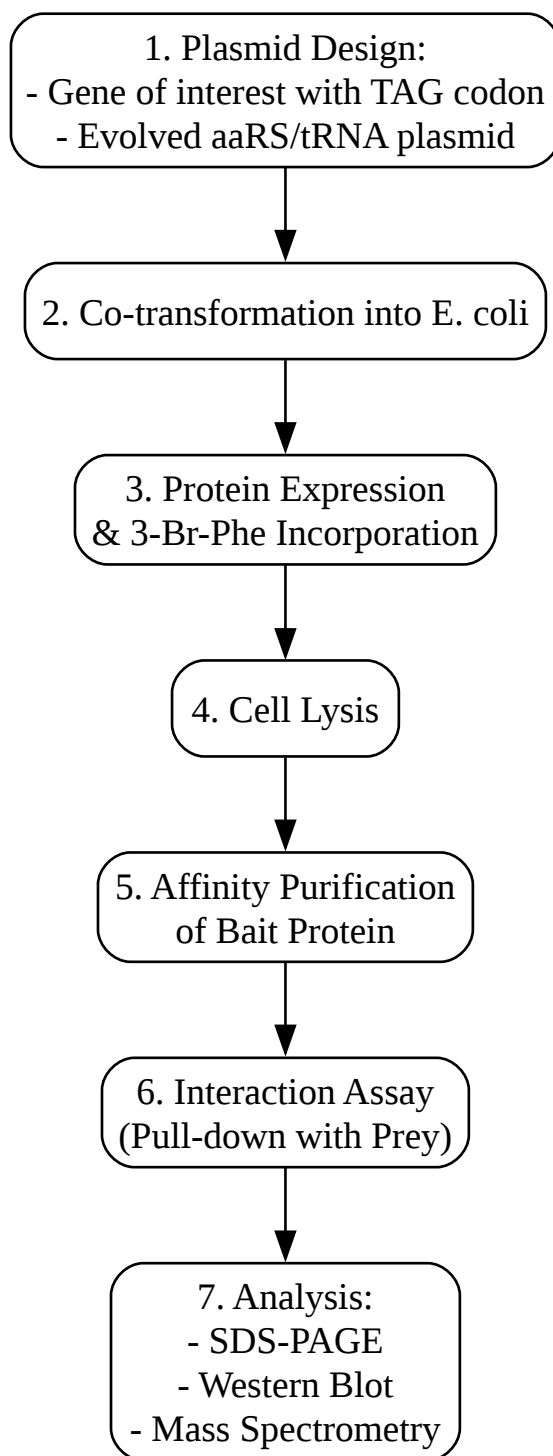 1. Plasmid Design:
- Gene of interest with TAG codon
- Evolved aaRS/tRNA plasmid
2. Co-transformation into E. coli
3. Protein Expression
& 3-Br-Phe Incorporation
4. Cell Lysis
5. Affinity Purification
of Bait Protein
6. Interaction Assay
(Pull-down with Prey)
7. Analysis:
- SDS-PAGE
- Western Blot
- Mass Spectrometry